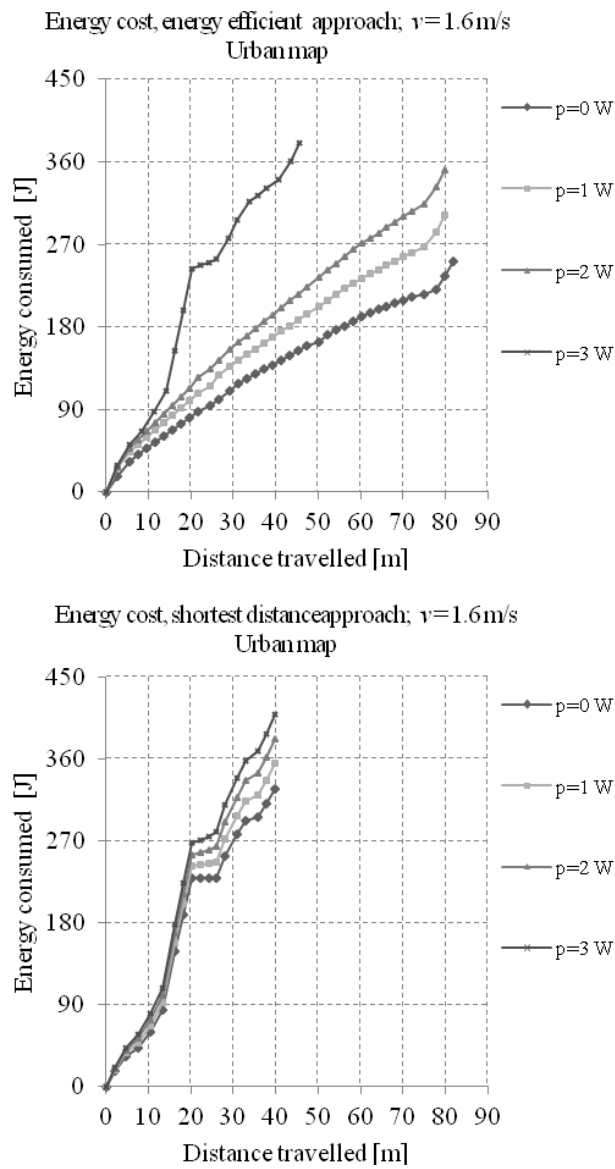 Energy cost, energy efficient approach; v = 1.6 m/s
Urban map
450
360
270
180
90
0
Energy consumed [J]
0 10 20 30 40 50 60 70 80 90
Distance travelled [m]
p=0 W
p=1 W
p=2 W
p=3 W
Energy cost, shortest distanceapproach; v = 1.6 m/s
Urban map
450
360
270
180
90
0
Energy consumed [J]
0 10 20 30 40 50 60 70 80 90
Distance travelled [m]
p=0 W
p=1 W
p=2 W
p=3 W